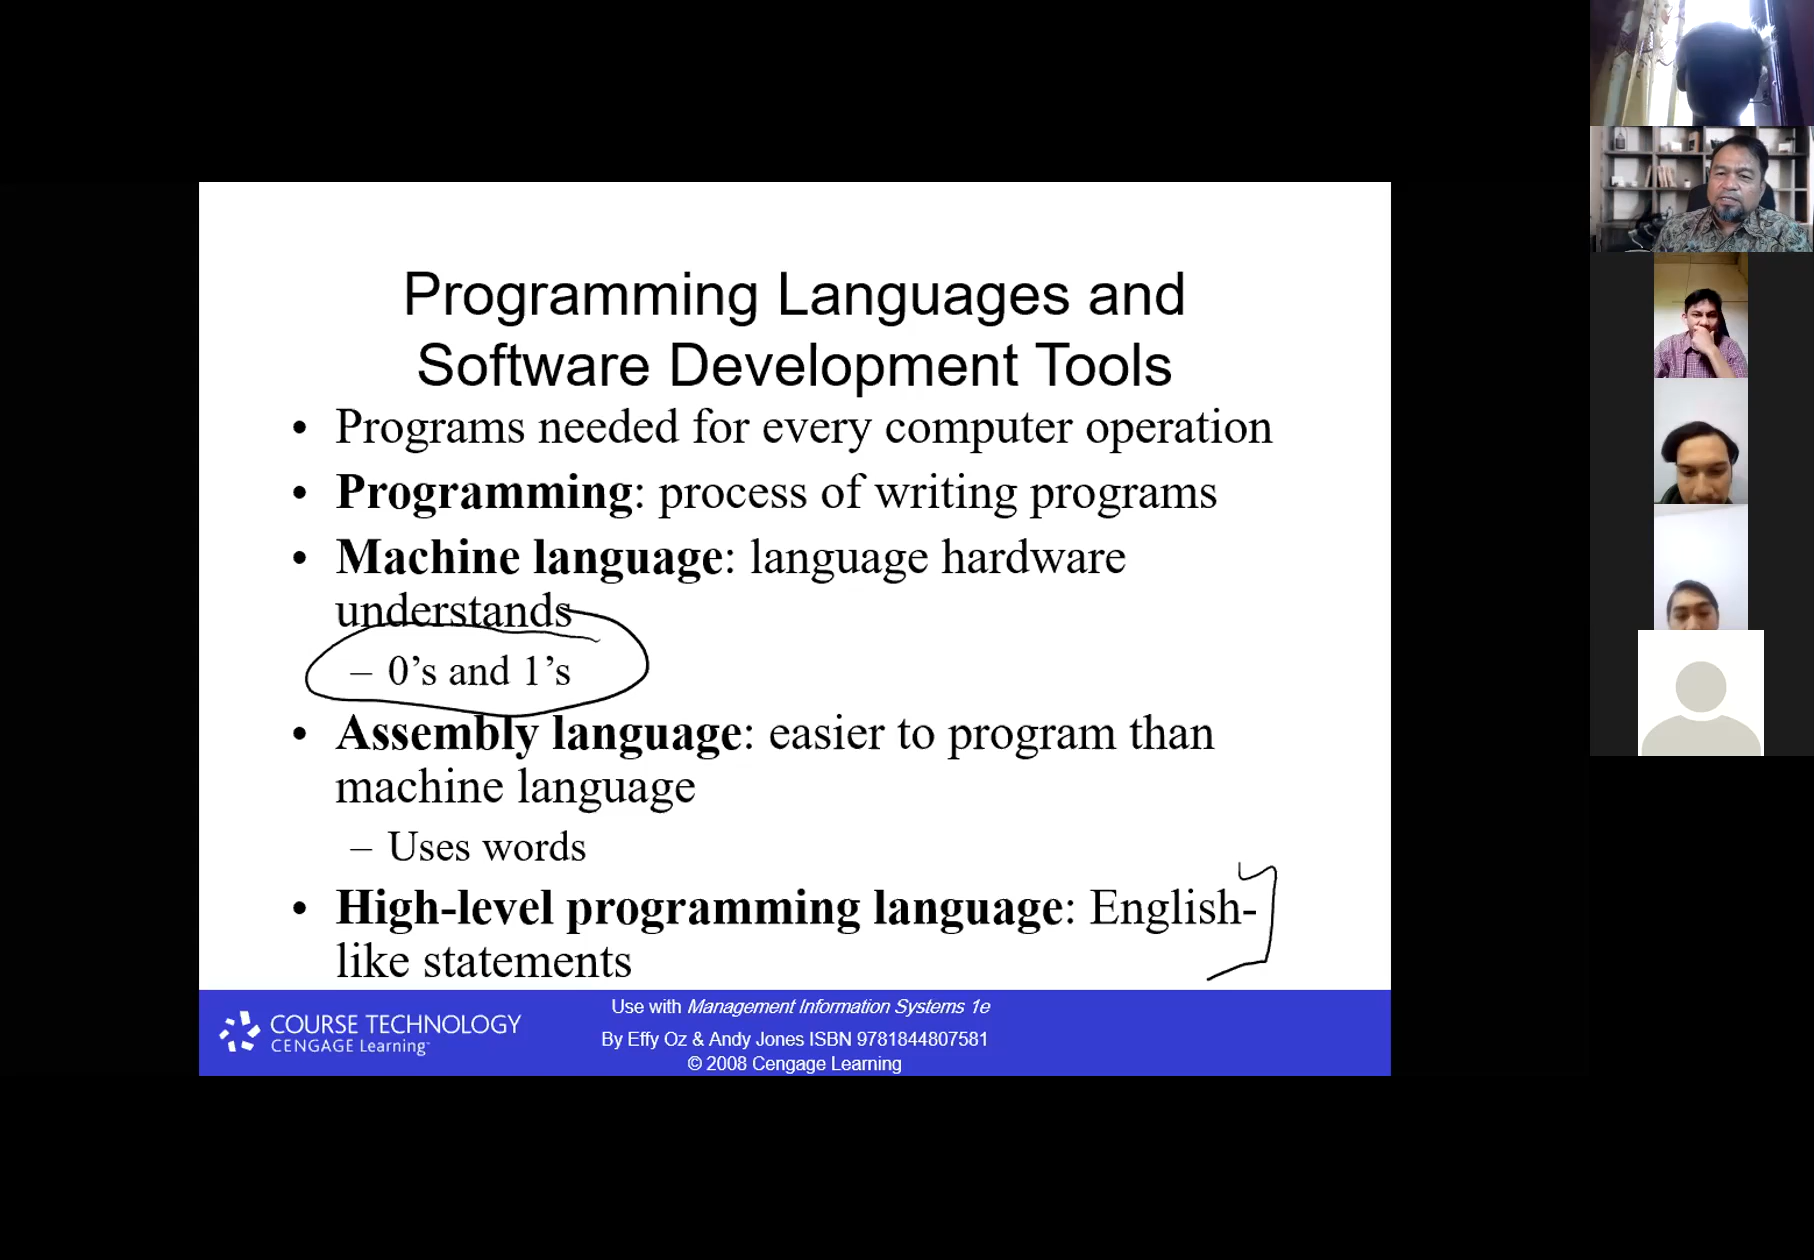 Programming Languages and
Software Development Tools
• Programs needed for every computer operation
• Programming: process of writing programs
• Machine language: language hardware
understands
– 0’s and 1’s
• Assembly language: easier to program than
machine language
– Uses words
• High-level programming language: English-
like statements
COURSE TECHNOLOGY
CENGAGE Learning™
Use with Management Information Systems 1e
By Effy Oz & Andy Jones ISBN 9781844807581
© 2008 Cengage Learning